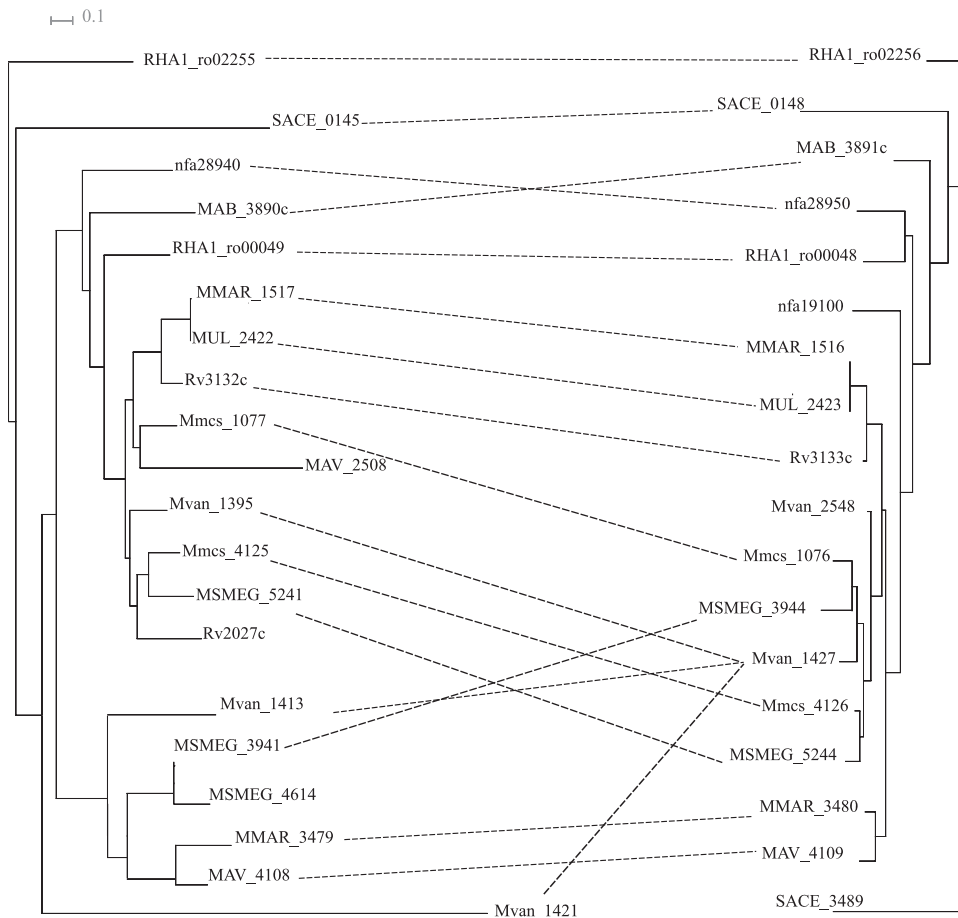 0.1
RHA1_ro02255
RHA1_ro02256
SACE_0145
SACE_0148
nfa28940
MAB_3891c
MAB_3890c
nfa28950
RHA1_ro00049
RHA1_ro00048
MMAR_1517
nfa19100
MUL_2422
MMAR_1516
Rv3132c
MUL_2423
Mmcs_1077
Rv3133c
MAV_2508
Mvan_1395
Mvan_2548
Mmcs_4125
Mmcs_1076
MSMEG_5241
MSMEG_3944
Rv2027c
Mvan_1427
Mvan_1413
Mmcs_4126
MSMEG_3941
MSMEG_5244
MSMEG_4614
MMAR_3480
MMAR_3479
MAV_4109
MAV_4108
SACE_3489
Mvan_1421